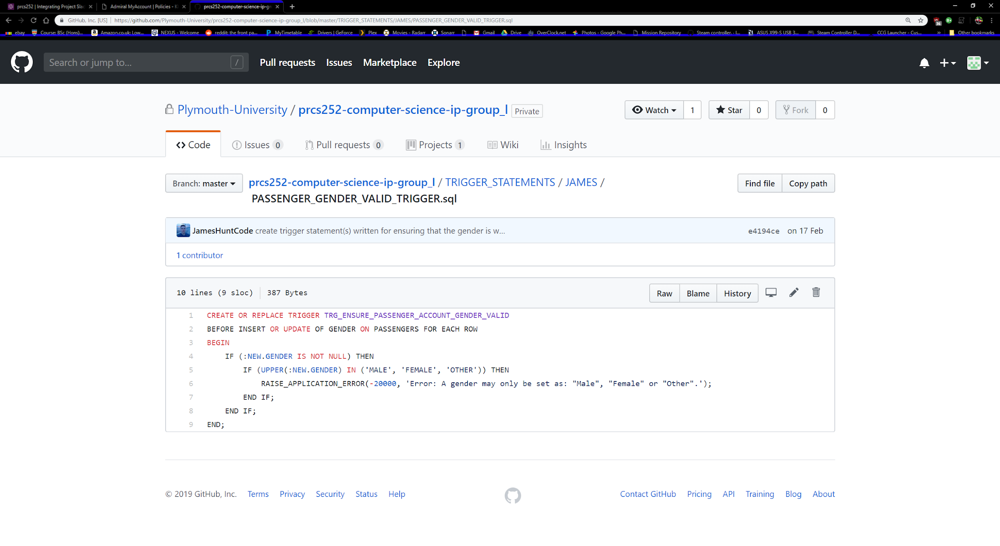 prcs252 | Integrating Project Slac
Admiral MyAccount | Policies - K
prcs252-computer-science-ip-gr
GitHub, Inc. [US] | https://github.com/Plymouth-University/prcs252-computer-science-ip-group_l/blob/master/TRIGGER_STATEMENTS/JAMES/PASSENGER_GENDER_VALID_TRIGGER.sql
36
B+
ebay
Course: BSc (Hons)...
Amazon.co.uk: Low...
NEXUS - Welcome
reddit: the front pa...
MyTimetable
Drivers | GeForce
Plex
Movies - Radarr
Sonarr
Gmail
Drive
OverClock.net
Photos - Google Ph...
Mission Repository
Steam controller. · I...
ASUS X99-S USB 3...
Steam Controller D...
CCG Launcher - Cus...
»
Other bookmarks
Search or jump to...
/
Pull requests
Issues
Marketplace
Explore
Plymouth-University / prcs252-computer-science-ip-group_l Private
Watch 1
Star 0
Fork 0
Code
Issues 0
Pull requests 0
Projects 1
Wiki
Insights
Branch: master
prcs252-computer-science-ip-group_l / TRIGGER_STATEMENTS / JAMES /
PASSENGER_GENDER_VALID_TRIGGER.sql
Find file
Copy path
JamesHuntCode create trigger statement(s) written for ensuring that the gender is w...
e4194ce on 17 Feb
1 contributor
10 lines (9 sloc) | 387 Bytes
Raw
Blame
History
1 CREATE OR REPLACE TRIGGER TRG_ENSURE_PASSENGER_ACCOUNT_GENDER_VALID
2 BEFORE INSERT OR UPDATE OF GENDER ON PASSENGERS FOR EACH ROW
3 BEGIN
4 IF (:NEW.GENDER IS NOT NULL) THEN
5 IF (UPPER(:NEW.GENDER) IN ('MALE', 'FEMALE', 'OTHER')) THEN
6 RAISE_APPLICATION_ERROR(-20000, 'Error: A gender may only be set as: "Male", "Female" or "Other".');
7 END IF;
8 END IF;
9 END;
© 2019 GitHub, Inc.
Terms
Privacy
Security
Status
Help
Contact GitHub
Pricing
API
Training
Blog
About